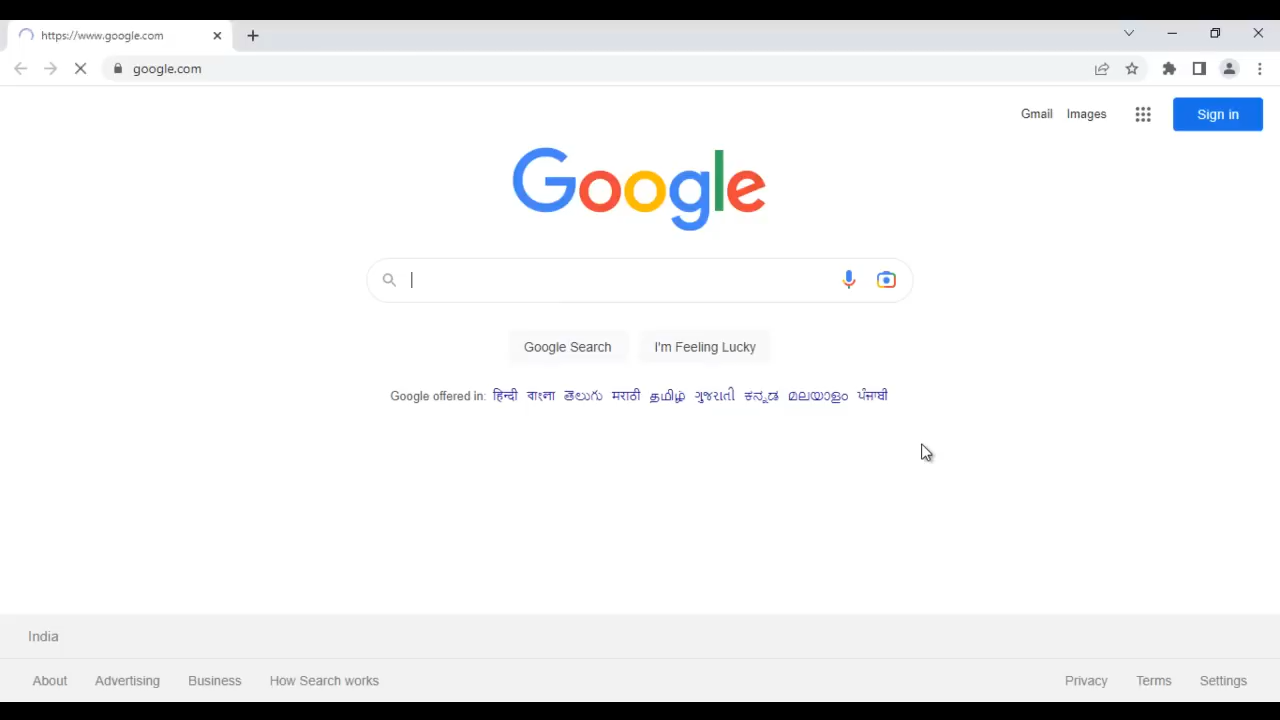 https://www.google.com
google.com
Gmail Images Sign in
Google
Google Search I'm Feeling Lucky
Google offered in: हिन्दी বাংলা తెలుగు मराठी தமிழ் ગુજરાતી ಕನ್ನಡ മലയാളം ਪੰਜਾਬੀ
India
About Advertising Business How Search works Privacy Terms Settings